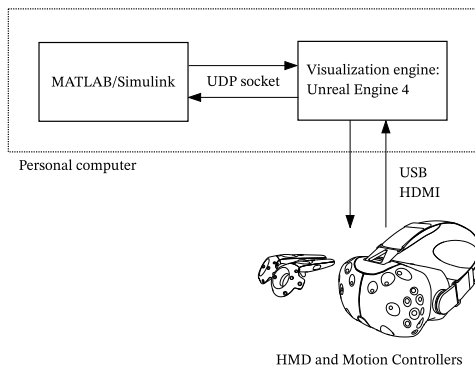 MATLAB/Simulink
UDP socket
Visualization engine:
Unreal Engine 4
Personal computer
USB
HDMI
HMD and Motion Controllers